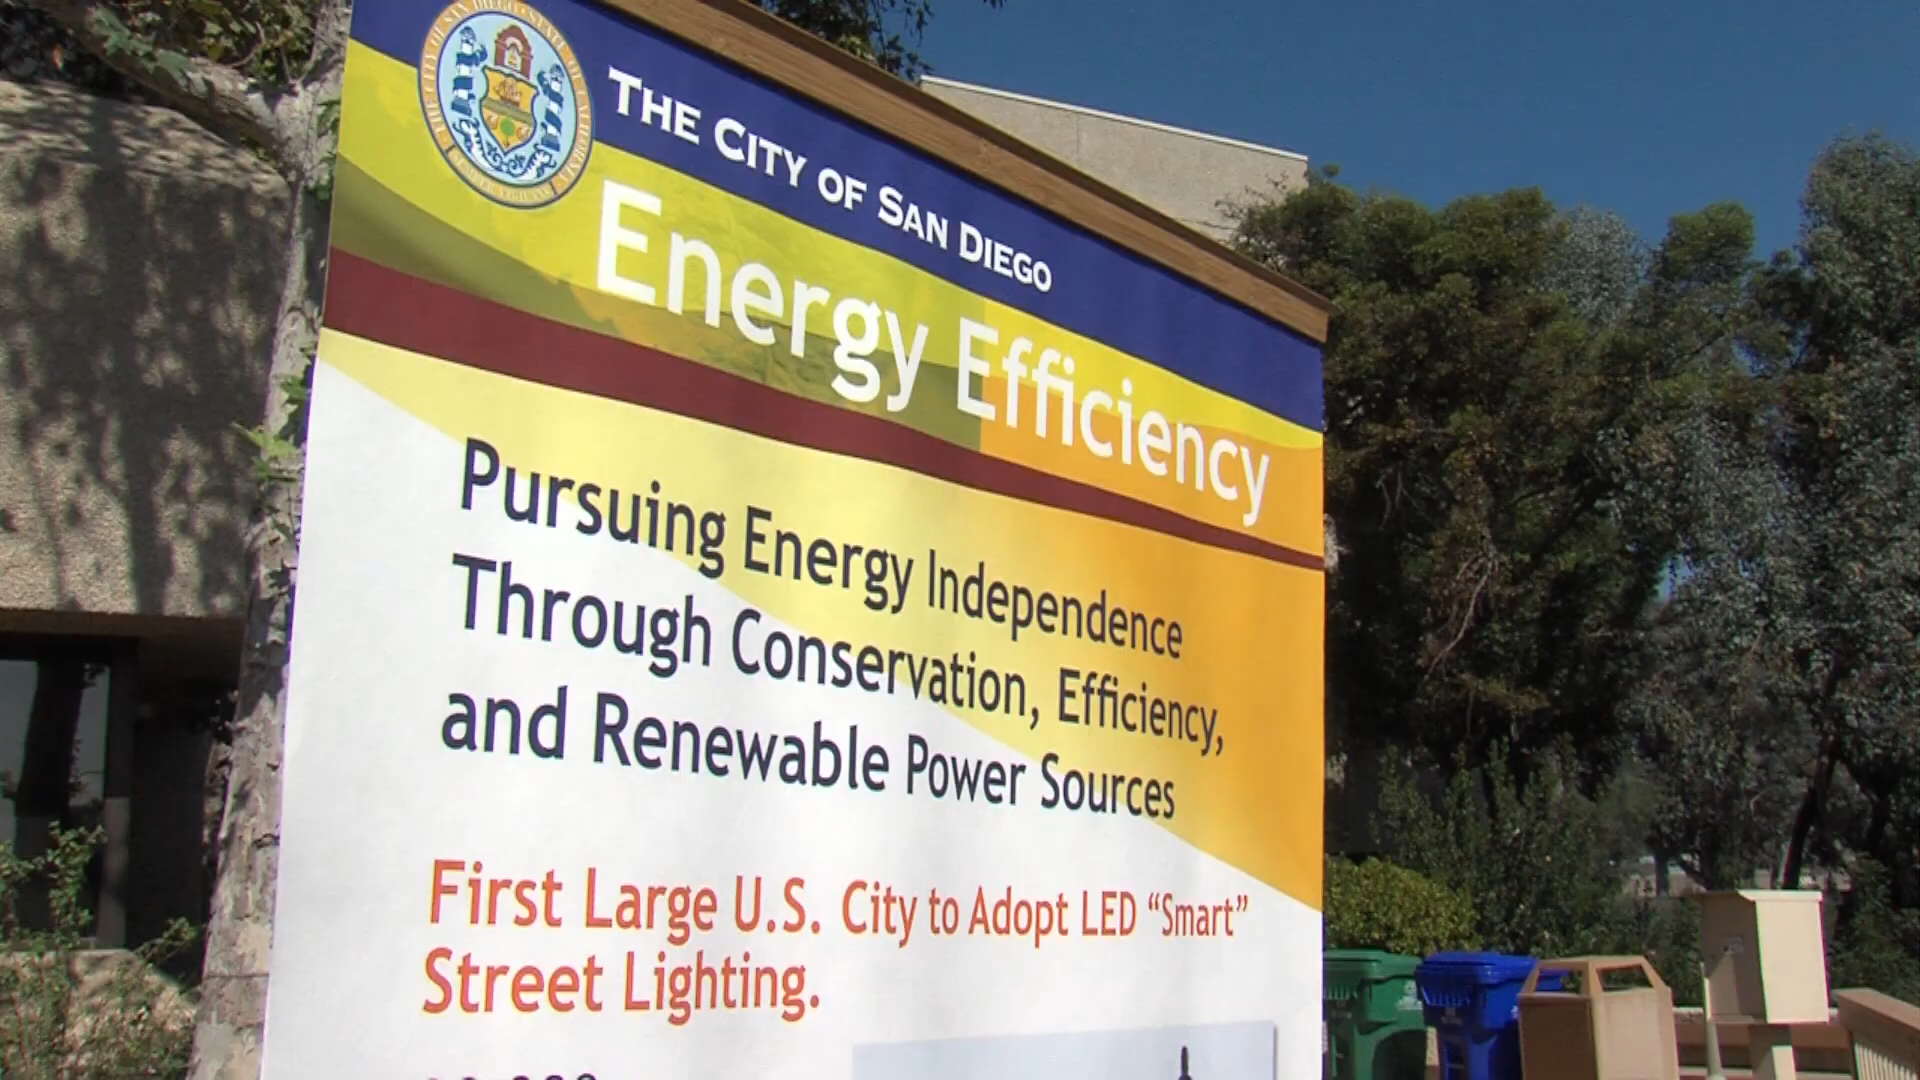 THE CITY OF SAN DIEGO
Energy Efficiency
Pursuing Energy Independence
Through Conservation, Efficiency,
and Renewable Power Sources
First Large U.S. City to Adopt LED “Smart”
Street Lighting.